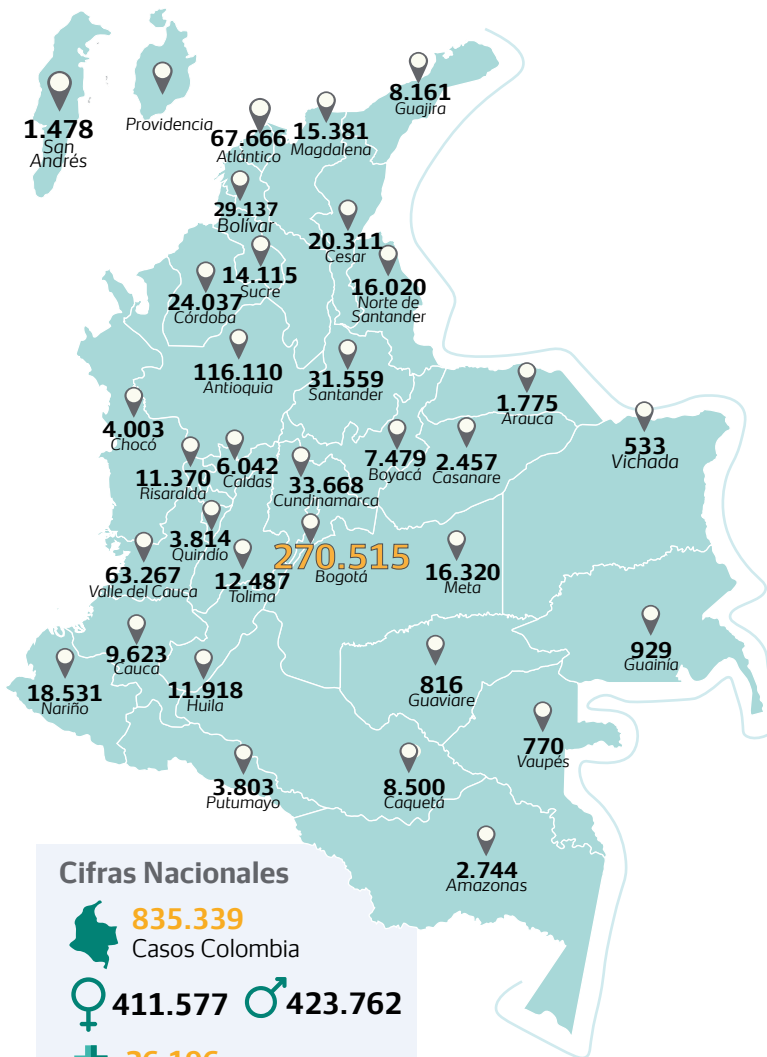 1.478
San
Andrés
Providencia
67.666
Atlántico
15.381
Magdalena
8.161
Guajira
29.137
Bolívar
20.311
Cesar
14.115
Sucre
16.020
Norte de
Santander
24.037
Córdoba
116.110
Antioquia
31.559
Santander
1.775
Arauca
4.003
Chocó
533
Vichada
11.370
Risaralda
6.042
Caldas
33.668
Cundinamarca
7.479
Boyacá
2.457
Casanare
3.814
Quindío
63.267
Valle del Cauca
12.487
Tolima
270.515
Bogotá
16.320
Meta
9.623
Cauca
929
Guainía
18.531
Nariño
11.918
Huila
816
Guaviare
770
Vaupés
3.803
Putumayo
8.500
Caquetá
2.744
Amazonas
Cifras Nacionales
835.339
Casos Colombia
411.577 423.762